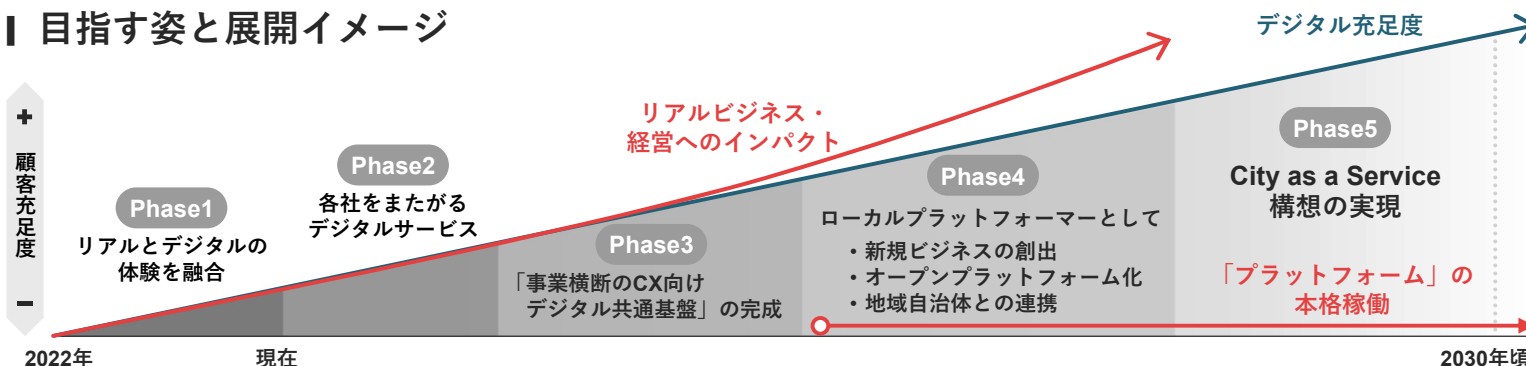 目指す姿と展開イメージ
デジタル充足度
リアルビジネス・
経営へのインパクト
+
顧客充足度
−
Phase1
リアルとデジタルの
体験を融合
Phase2
各社をまたがる
デジタルサービス
Phase3
「事業横断のCX向け
デジタル共通基盤」の完成
Phase4
ローカルプラットフォーマーとして
・新規ビジネスの創出
・オープンプラットフォーム化
・地域自治体との連携
Phase5
City as a Service
構想の実現
「プラットフォーム」の
本格稼働
2022年
現在
2030年頃